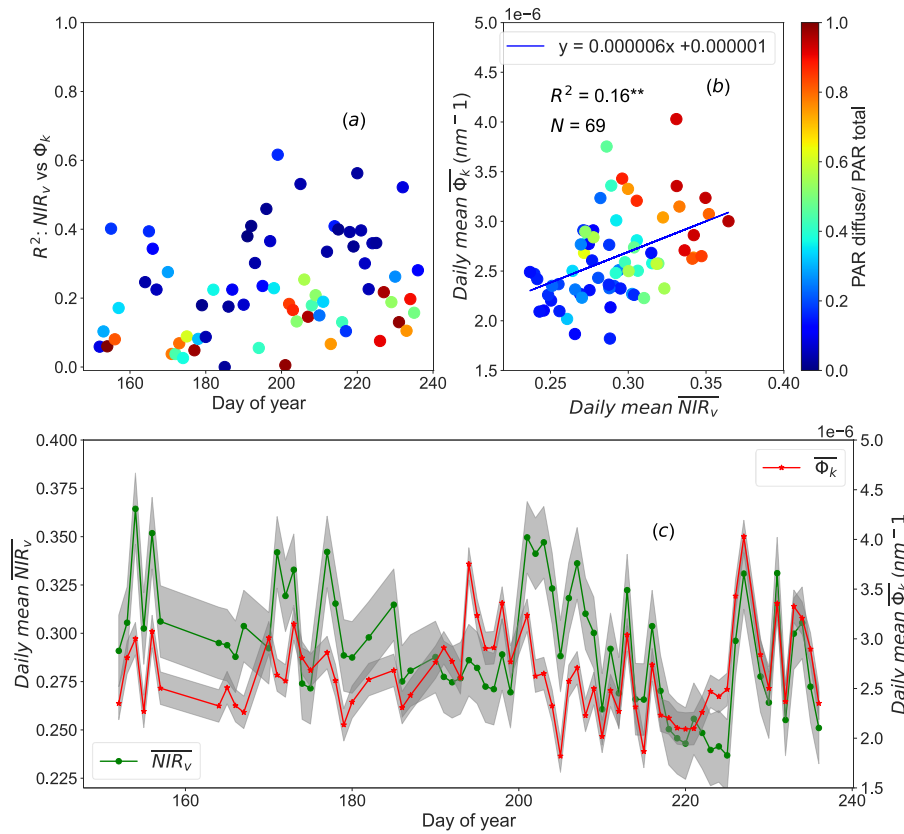 1.0
0.8
0.6
0.4
0.2
0.0
R²: NIRᵥ vs Φₖ
(a)
160
180
200
220
240
Day of year
1e-6
5.0
4.5
4.0
3.5
3.0
2.5
2.0
1.5
Daily mean Φₖ (nm−1)
y = 0.000006x +0.000001
R² = 0.16**
N = 69
(b)
0.25
0.30
0.35
0.40
Daily mean NIRᵥ
1.0
0.8
0.6
0.4
0.2
0.0
PAR diffuse/ PAR total
0.400
0.375
0.350
0.325
0.300
0.275
0.250
0.225
Daily mean NIRᵥ
NIRᵥ
(c)
Φₖ
160
180
200
220
240
Day of year
1e-6
5.0
4.5
4.0
3.5
3.0
2.5
2.0
1.5
Daily mean Φₖ (nm−1